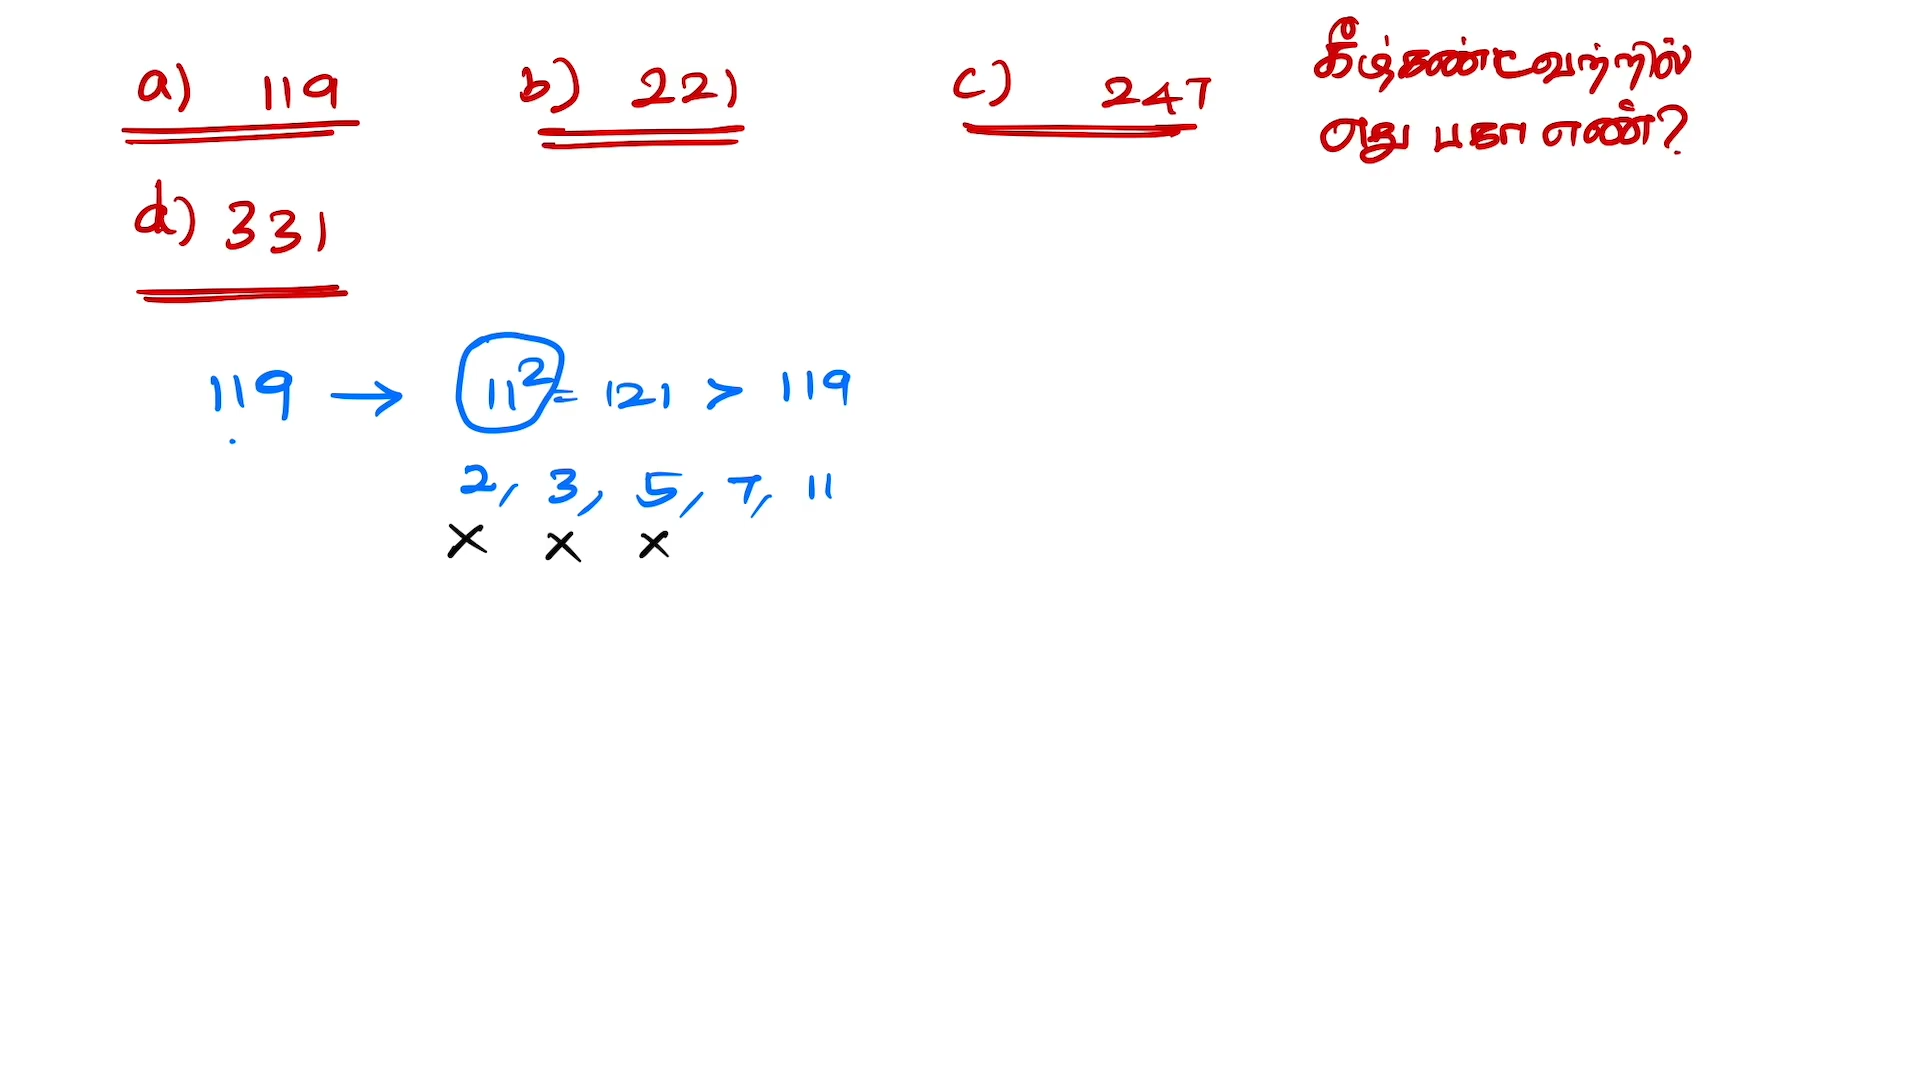 a) 119 b) 221 c) 247
d) 331
கீழ்கண்டவற்றில்
எது பகா எண்?
119 → 11² = 121 > 119
2, 3, 5, 7, 11
× × ×